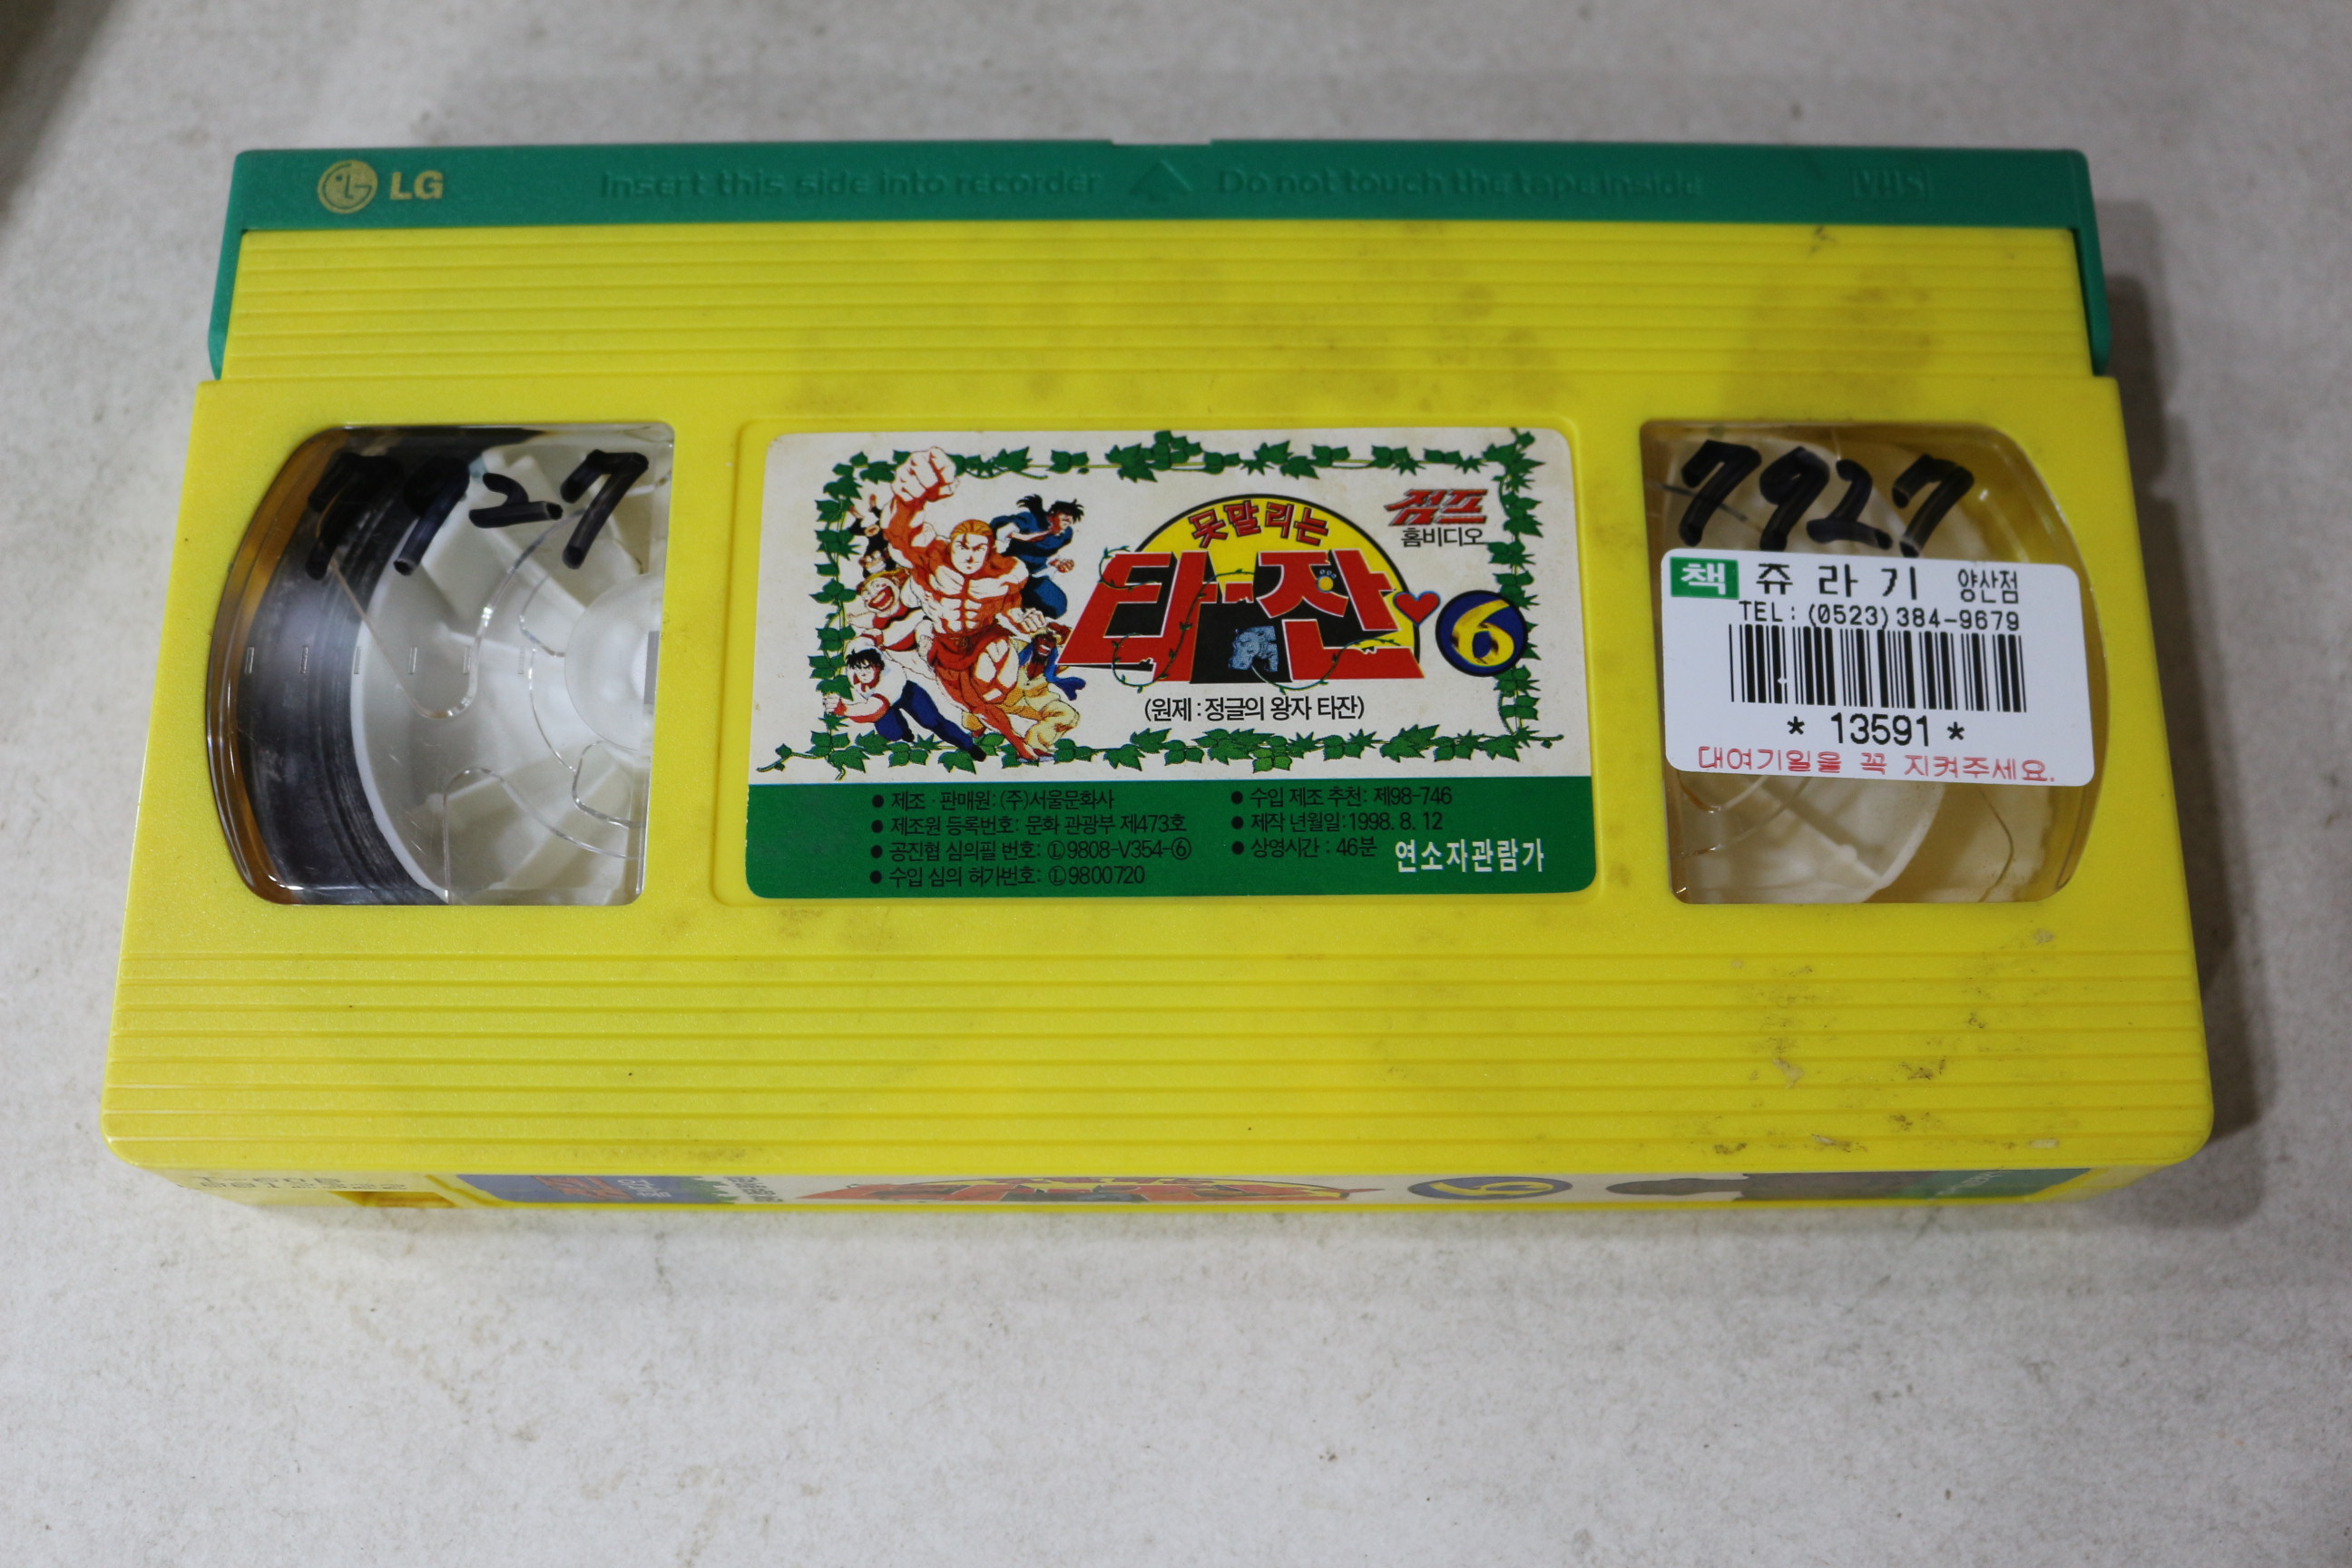 LG
Insert this side into recorder
Do not touch the tape inside
VHS
7927
못말리는
타잔
6
점프
홈비디오
(원제 : 정글의 왕자 타잔)
● 제조 · 판매원: (주)서울문화사
● 제조원 등록번호: 문화 관광부 제473호
● 공진협 심의필 번호: Ⓛ9808-V354-⑥
● 수입 심의 허가번호: Ⓛ9800720
● 수입 제조 추천: 제98-746
● 제작 년월일:1998. 8. 12
● 상영시간 : 46분
연소자관람가
7927
책 쥬라기 양산점
TEL: (0523)384-9679
* 13591 *
대여기일을 꼭 지켜주세요.
6